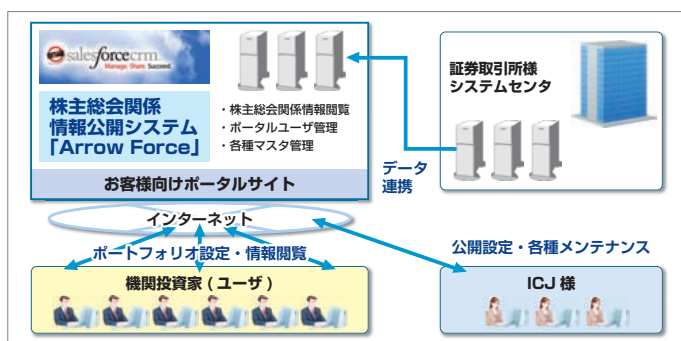 salesforcecrm
Manage. Share. Succeed.
株主総会関係
情報公開システム
「Arrow Force」
・株主総会関係情報閲覧
・ポータルユーザ管理
・各種マスタ管理
お客様向けポータルサイト
証券取引所様
システムセンタ
データ
連携
インターネット
ポートフォリオ設定・情報閲覧
公開設定・各種メンテナンス
機関投資家(ユーザ)
ICJ 様